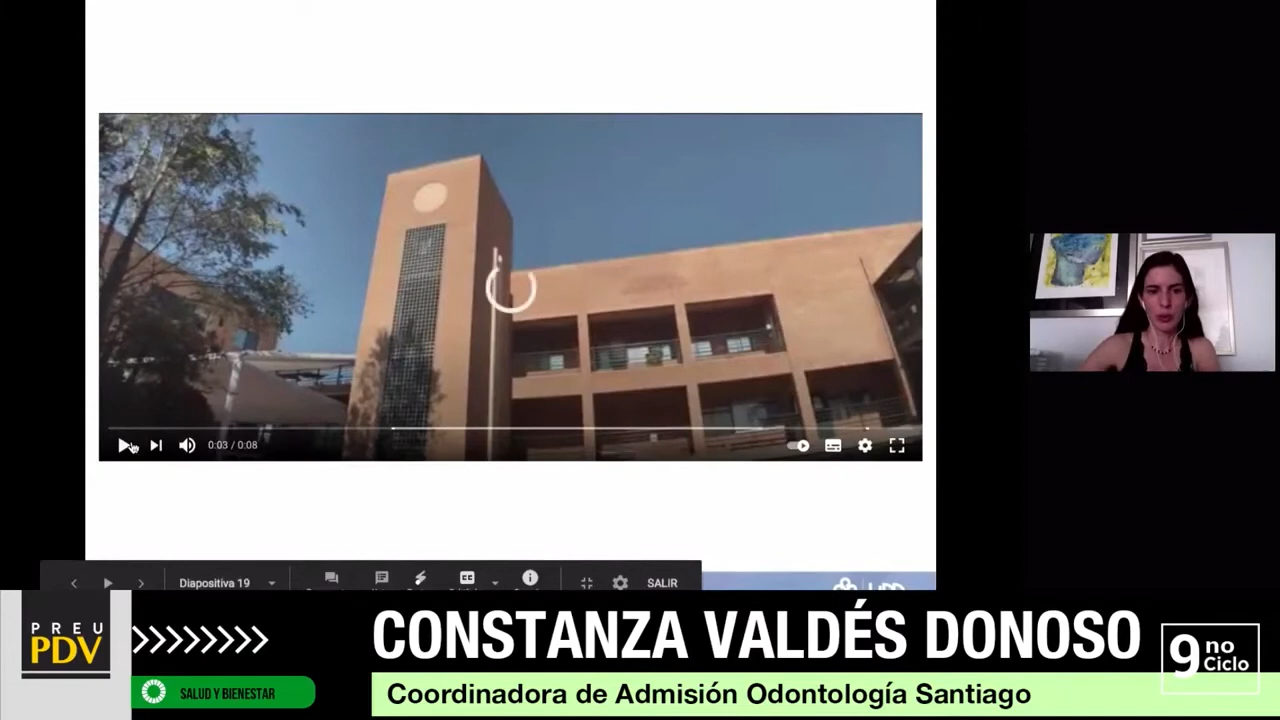 0:03 / 0:08
Diapositiva 19
SALIR
PREU
PDV
SALUD Y BIENESTAR
CONSTANZA VALDÉS DONOSO
Coordinadora de Admisión Odontología Santiago
9no
Ciclo